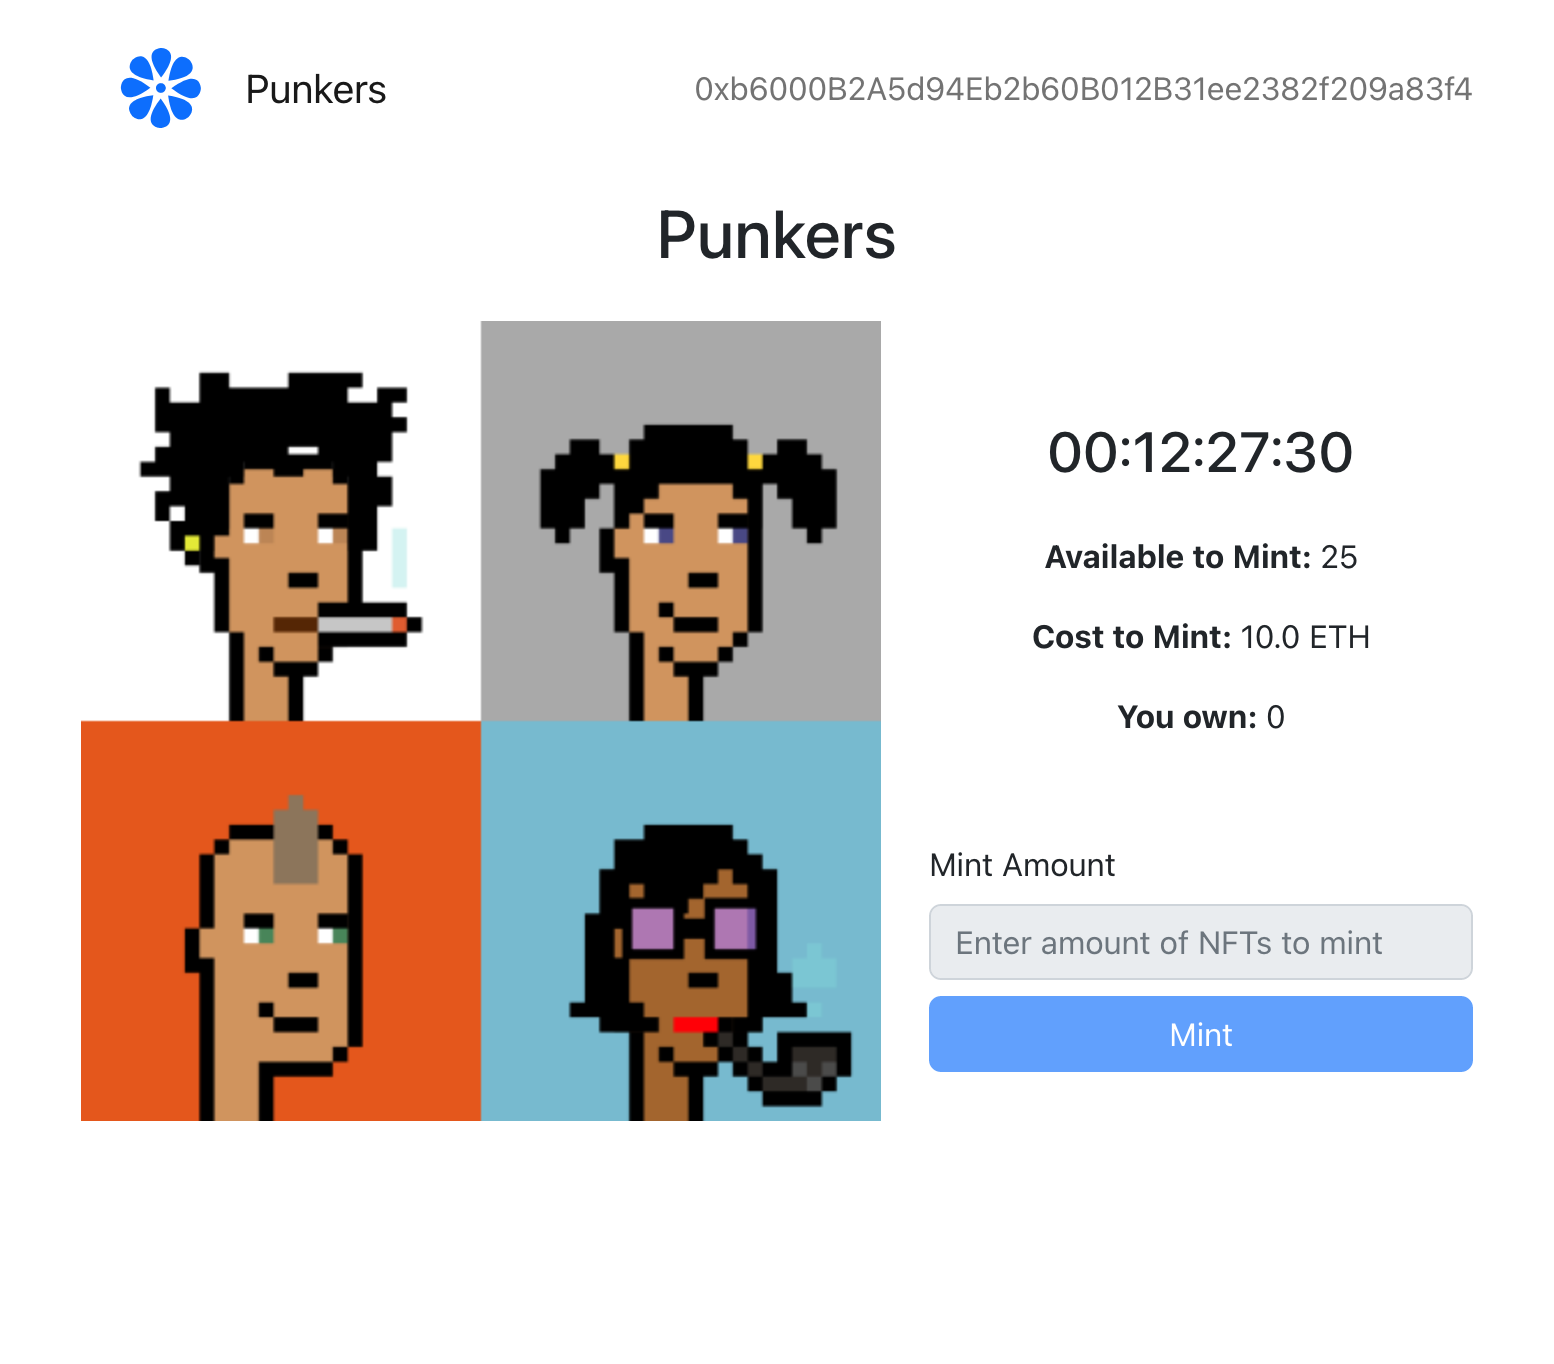 Punkers
0xb6000B2A5d94Eb2b60B012B31ee2382f209a83f4
Punkers
00:12:27:30
Available to Mint: 25
Cost to Mint: 10.0 ETH
You own: 0
Mint Amount
Enter amount of NFTs to mint
Mint